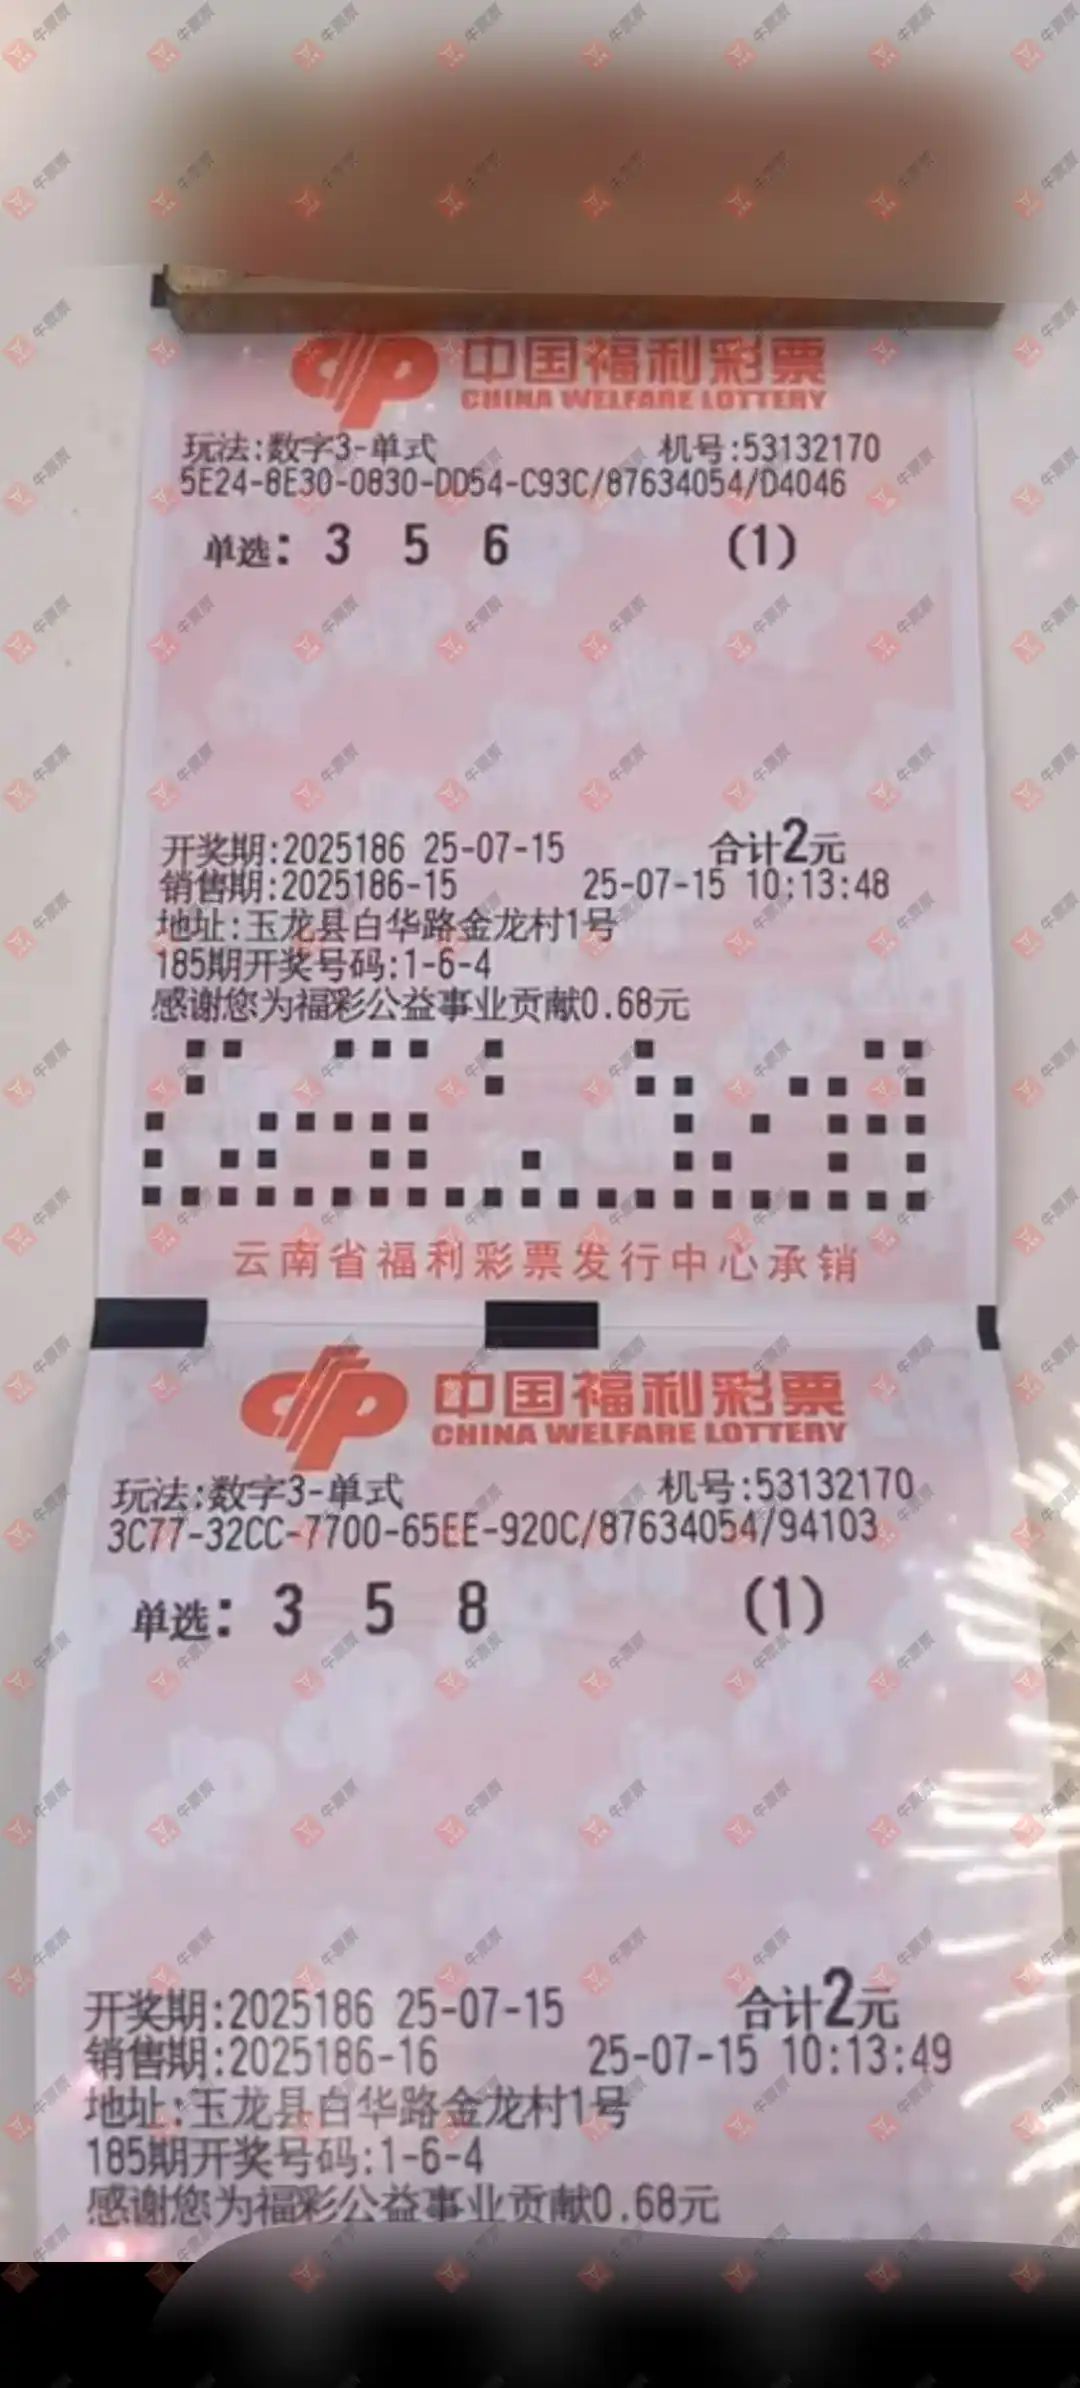 中国福利彩票
CHINA WELFARE LOTTERY
玩法:数字3-单式 机号:53132170
5E24-8E30-0830-DD54-C93C/87634054/D4046
单选: 3 5 6 (1)
开奖期:2025186 25-07-15 合计2元
销售期:2025186-15 25-07-15 10:13:48
地址:玉龙县白华路金龙村1号
185期开奖号码:1-6-4
感谢您为福彩公益事业贡献0.68元
云南省福利彩票发行中心承销
中国福利彩票
CHINA WELFARE LOTTERY
玩法:数字3-单式 机号:53132170
3C77-32CC-7700-65EE-920C/87634054/94103
单选: 3 5 8 (1)
开奖期:2025186 25-07-15 合计2元
销售期:2025186-16 25-07-15 10:13:49
地址:玉龙县白华路金龙村1号
185期开奖号码:1-6-4
感谢您为福彩公益事业贡献0.68元
牛票票